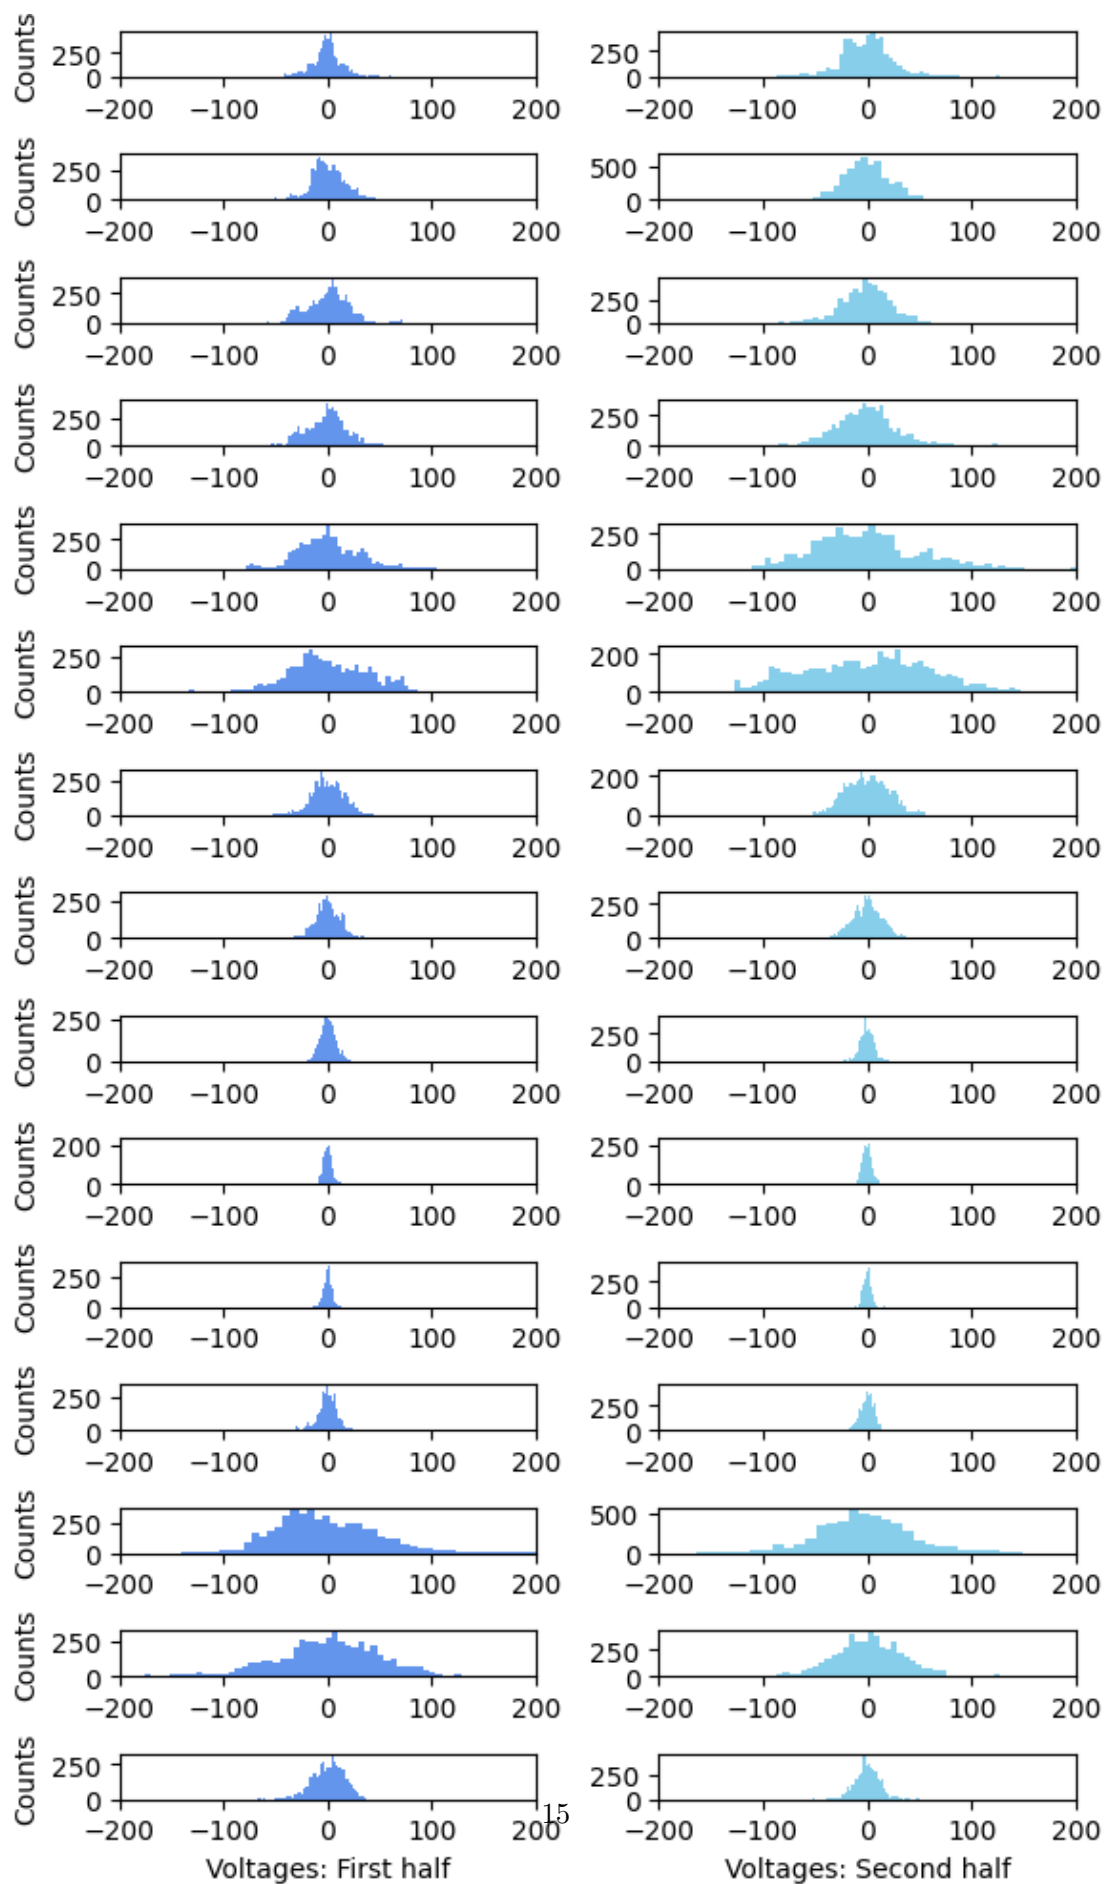 Counts 250 0 −200 −100 0 100 200 250 0 −200 −100 0 100 200
Counts 250 0 −200 −100 0 100 200 500 0 −200 −100 0 100 200
Counts 250 0 −200 −100 0 100 200 250 0 −200 −100 0 100 200
Counts 250 0 −200 −100 0 100 200 250 0 −200 −100 0 100 200
Counts 250 0 −200 −100 0 100 200 250 0 −200 −100 0 100 200
Counts 250 0 −200 −100 0 100 200 200 0 −200 −100 0 100 200
Counts 250 0 −200 −100 0 100 200 200 0 −200 −100 0 100 200
Counts 250 0 −200 −100 0 100 200 250 0 −200 −100 0 100 200
Counts 250 0 −200 −100 0 100 200 250 0 −200 −100 0 100 200
Counts 200 0 −200 −100 0 100 200 250 0 −200 −100 0 100 200
Counts 250 0 −200 −100 0 100 200 250 0 −200 −100 0 100 200
Counts 250 0 −200 −100 0 100 200 250 0 −200 −100 0 100 200
Counts 250 0 −200 −100 0 100 200 500 0 −200 −100 0 100 200
Counts 250 0 −200 −100 0 100 200 250 0 −200 −100 0 100 200
Counts 250 0 −200 −100 0 100 200 250 0 −200 −100 0 100 200
15
Voltages: First half Voltages: Second half